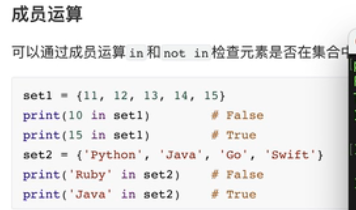 成员运算
可以通过成员运算 in 和 not in 检查元素是否在集合中
set1 = {11, 12, 13, 14, 15}
print(10 in set1)        # False
print(15 in set1)        # True
set2 = {'Python', 'Java', 'Go', 'Swift'}
print('Ruby' in set2)    # False
print('Java' in set2)    # True